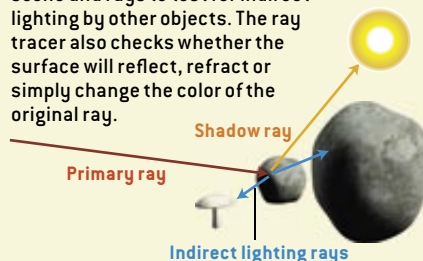 scene and rays to test for indirect
lighting by other objects. The ray
tracer also checks whether the
surface will reflect, refract or
simply change the color of the
original ray.
Shadow ray
Primary ray
Indirect lighting rays